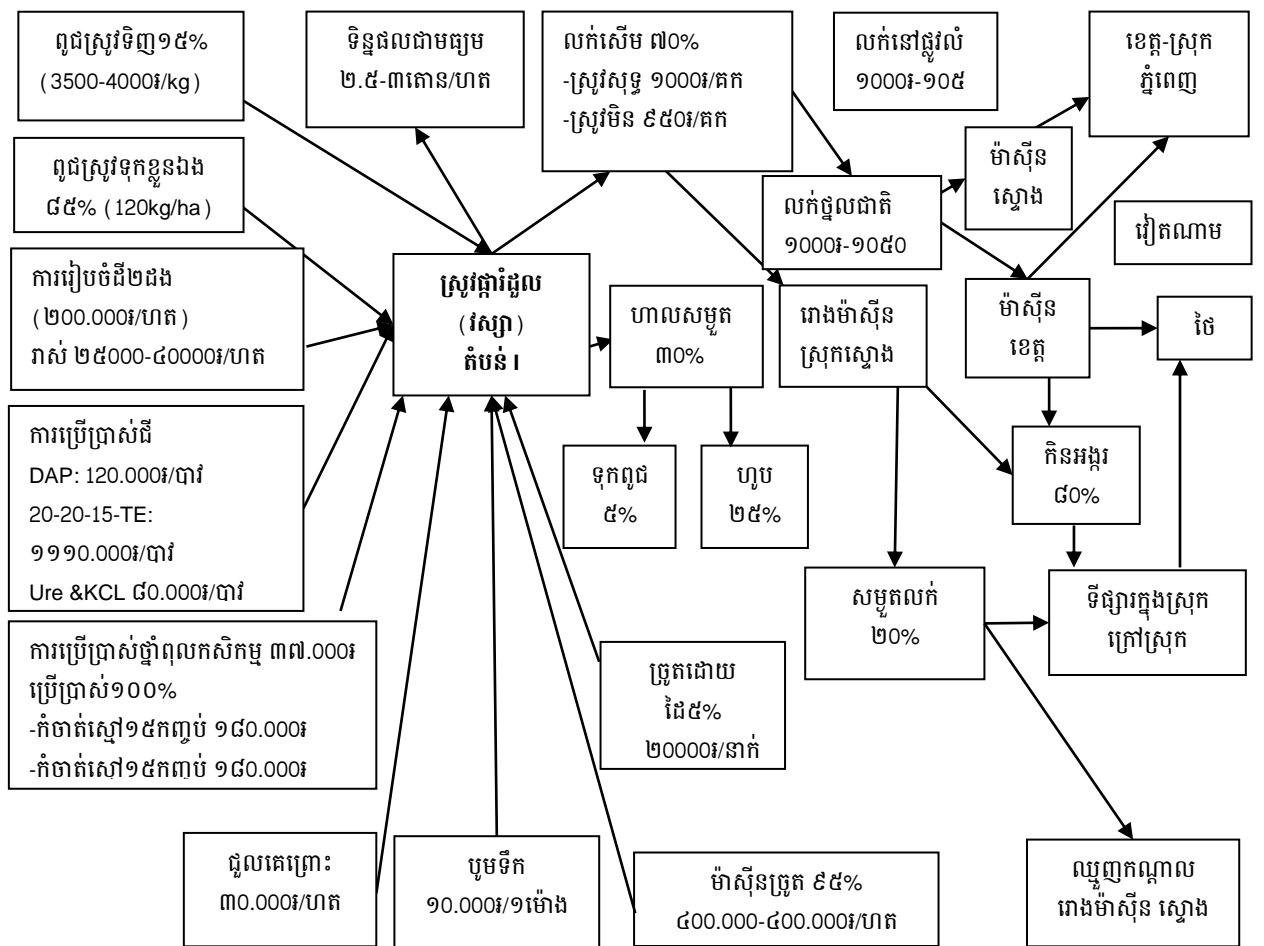 ពូជស្រូវទិញ១៥%
(3500-4000៛/kg)
ទិន្នផលជាមធ្យម
២.៥-៣តោន/ហត
លក់សើម ៧០%
-ស្រូវសុទ្ធ ១០០០៛/គក
-ស្រូវមិន ៩៥០៛/គក
លក់នៅផ្លូវលំ
១០០០៛-១០៥
ខេត្ត-ស្រុក
ភ្នំពេញ
ពូជស្រូវទុកខ្លួនឯង
៨៥% (120kg/ha)
ម៉ាស៊ីន
ស្ទោង
លក់ថ្នល់ជាតិ
១០០០៛-១០៥០
វៀតណាម
ការរៀបចំដី២ដង
(២០០.០០០៛/ហត)
រាស់ ២៥០០០-៤០០០០៛/ហត
ស្រូវផ្ការំដួល
(វស្សា)
តំបន់ I
ហាលសម្ងួត
៣០%
រោងម៉ាស៊ីន
ស្រុកស្ទោង
ម៉ាស៊ីន
ខេត្ត
ថៃ
ការប្រើប្រាស់ជី
DAP: ១២០.០០០៛/បាវ
20-20-15-TE:
១១១០.០០០៛/បាវ
Ure &KCL ៨០.០០០៛/បាវ
ទុកពូជ
៥%
ហូប
២៥%
កិនអង្ករ
៨០%
សម្ងួតលក់
២០%
ទីផ្សារក្នុងស្រុក
ក្រៅស្រុក
ការប្រើប្រាស់ថ្នាំពុលកសិកម្ម ៣៧.០០០៛
ប្រើប្រាស់១០០%
-កំចាត់ស្មៅ១៥កញ្ចប់ ១៨០.០០០៛
-កំចាត់ស្មៅ១៥កញ្ចប់ ១៨០.០០០៛
ច្រូតដោយ
ដៃ៥%
២០០០០៛/នាក់
ជួលគេព្រោះ
៣០.០០០៛/ហត
បូមទឹក
១០.០០០៛/១ម៉ោង
ម៉ាស៊ីនច្រូត ៩៥%
៤០០.០០០-៤០០.០០០៛/ហត
ឈ្មួញកណ្តាល
រោងម៉ាស៊ីន ស្ទោង